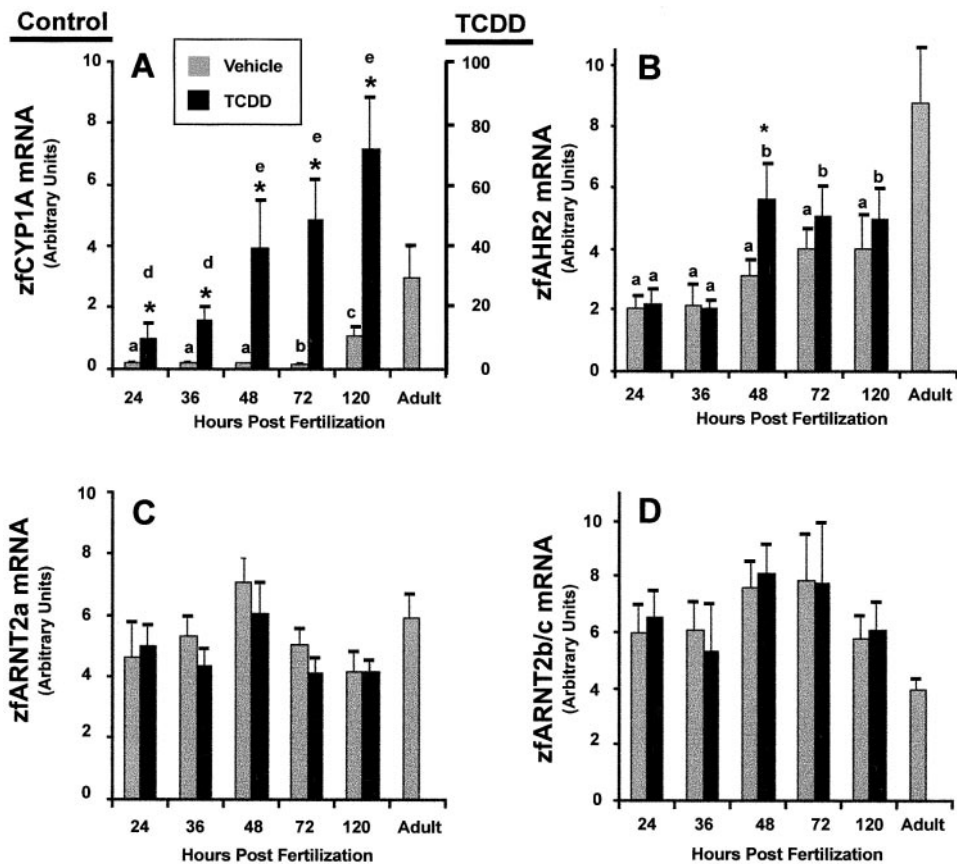 Control
TCDD
A
Vehicle
TCDD
zfCYP1A mRNA
(Arbitrary Units)
10
8
6
4
2
0
100
80
60
40
20
0
a
d
*
a
d
*
a
e
*
b
e
*
c
e
*
24 36 48 72 120 Adult
Hours Post Fertilization
B
zfAHR2 mRNA
(Arbitrary Units)
10
8
6
4
2
0
a a
a a
a
*
b
a b
a b
24 36 48 72 120 Adult
Hours Post Fertilization
C
zfARNT2a mRNA
(Arbitrary Units)
10
8
6
4
2
0
24 36 48 72 120 Adult
Hours Post Fertilization
D
zfARNT2b/c mRNA
(Arbitrary Units)
10
8
6
4
2
0
24 36 48 72 120 Adult
Hours Post Fertilization